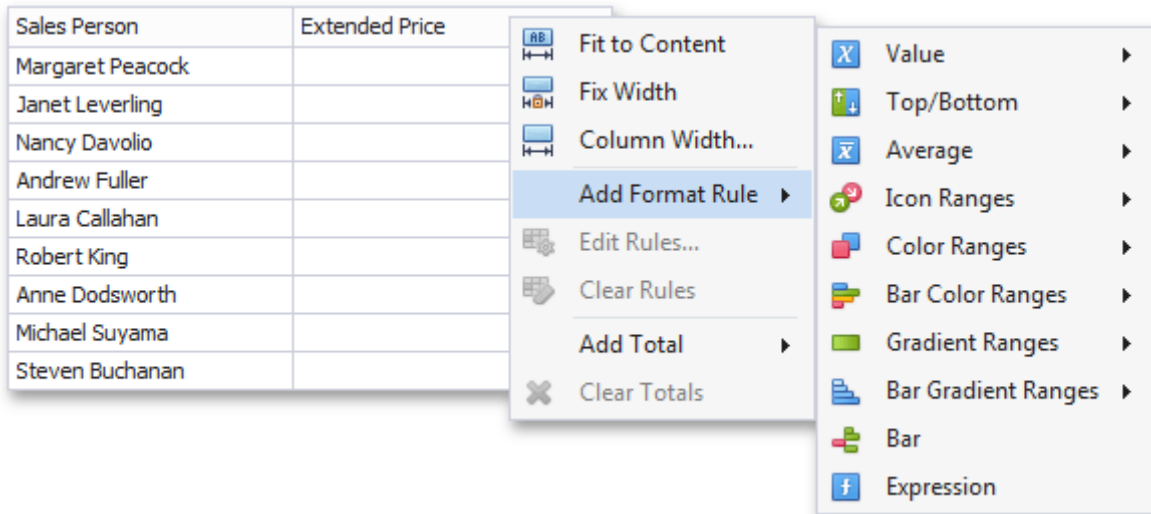 Sales Person
Extended Price
Margaret Peacock
Janet Leverling
Nancy Davolio
Andrew Fuller
Laura Callahan
Robert King
Anne Dodsworth
Michael Suyama
Steven Buchanan
AB
Fit to Content
Fix Width
Column Width...
Add Format Rule
Edit Rules...
Clear Rules
Add Total
Clear Totals
Value
Top/Bottom
Average
Icon Ranges
Color Ranges
Bar Color Ranges
Gradient Ranges
Bar Gradient Ranges
Bar
Expression